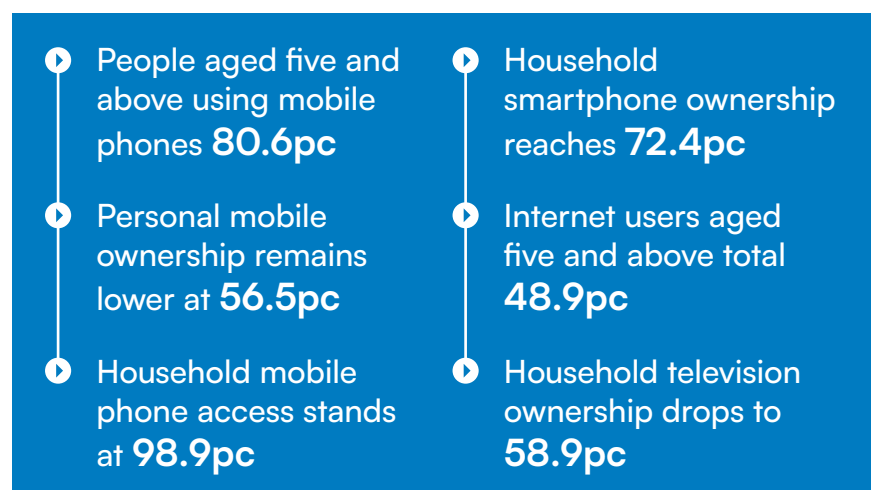 People aged five and
above using mobile
phones 80.6pc
Personal mobile
ownership remains
lower at 56.5pc
Household mobile
phone access stands
at 98.9pc
Household
smartphone ownership
reaches 72.4pc
Internet users aged
five and above total
48.9pc
Household television
ownership drops to
58.9pc